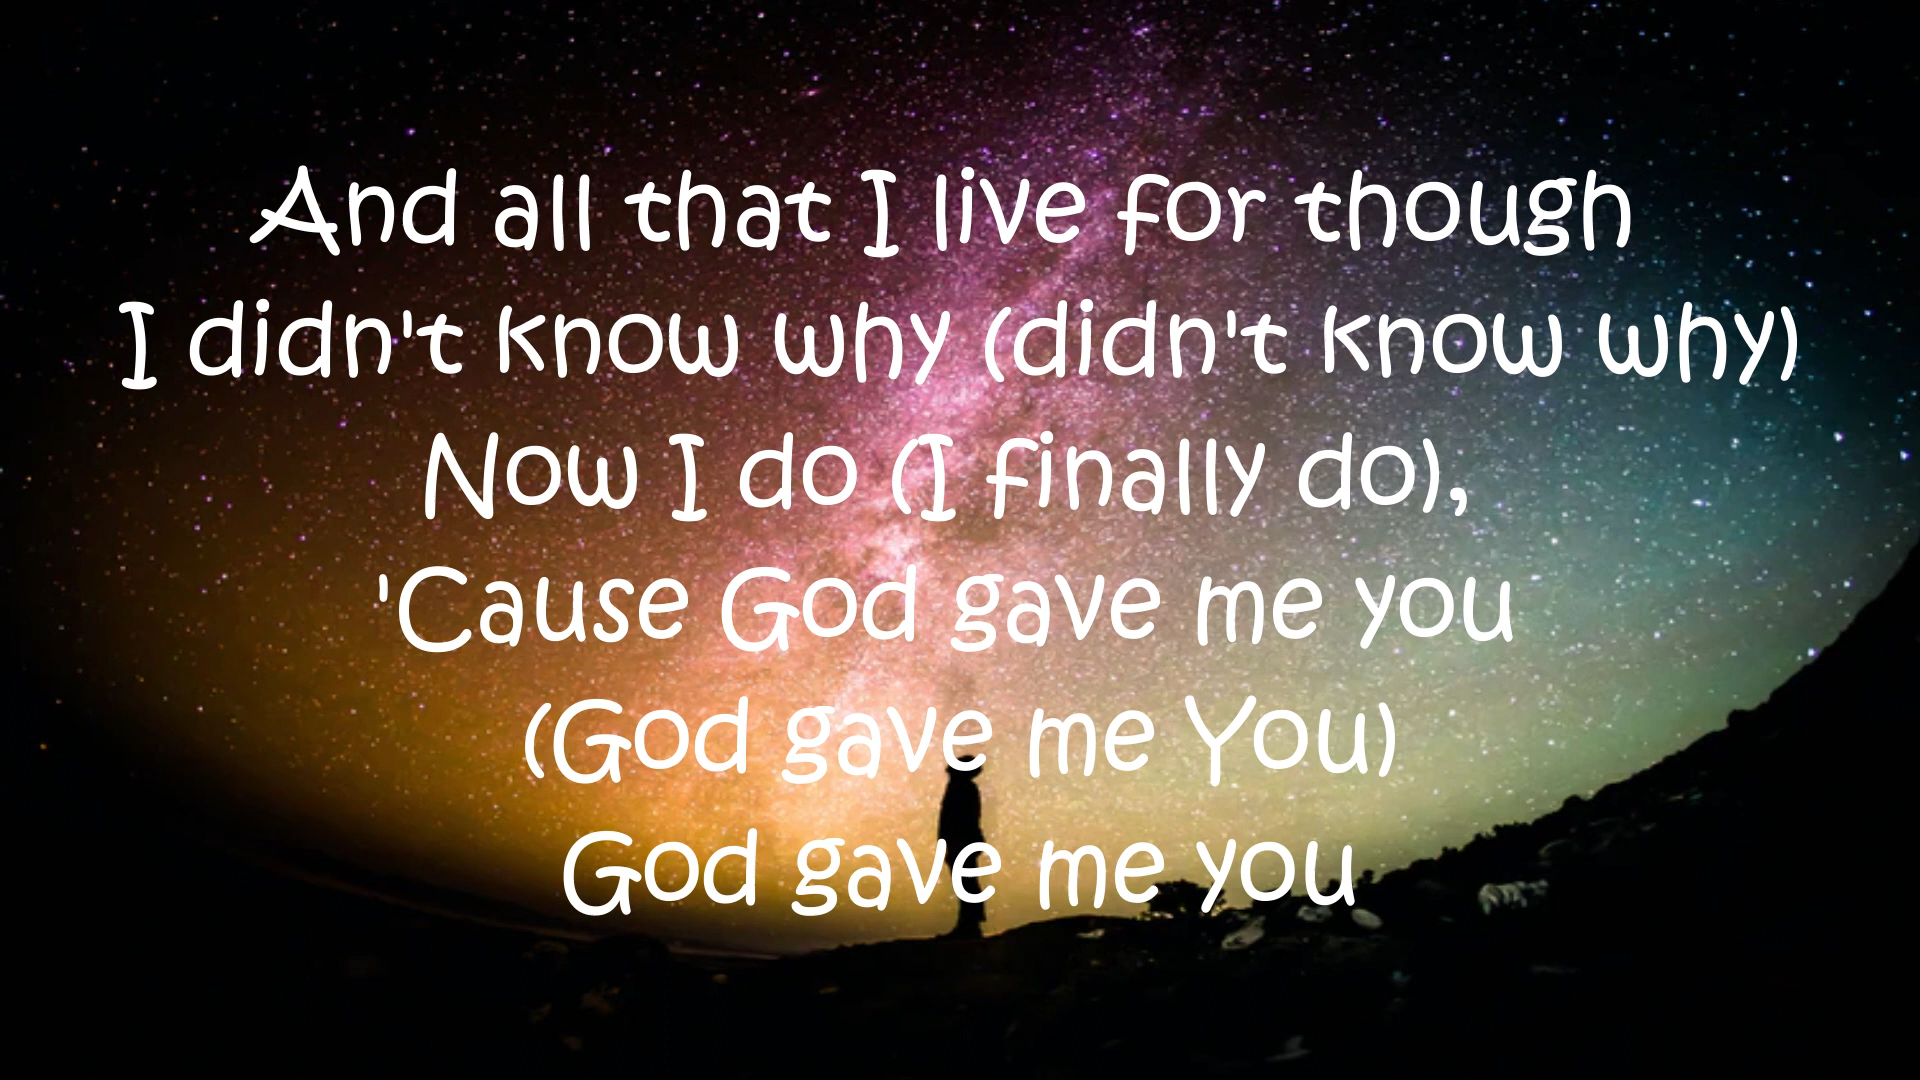 And all that I live for though
I didn't know why (didn't know why)
Now I do (I finally do),
'Cause God gave me you
(God gave me You)
God gave me you